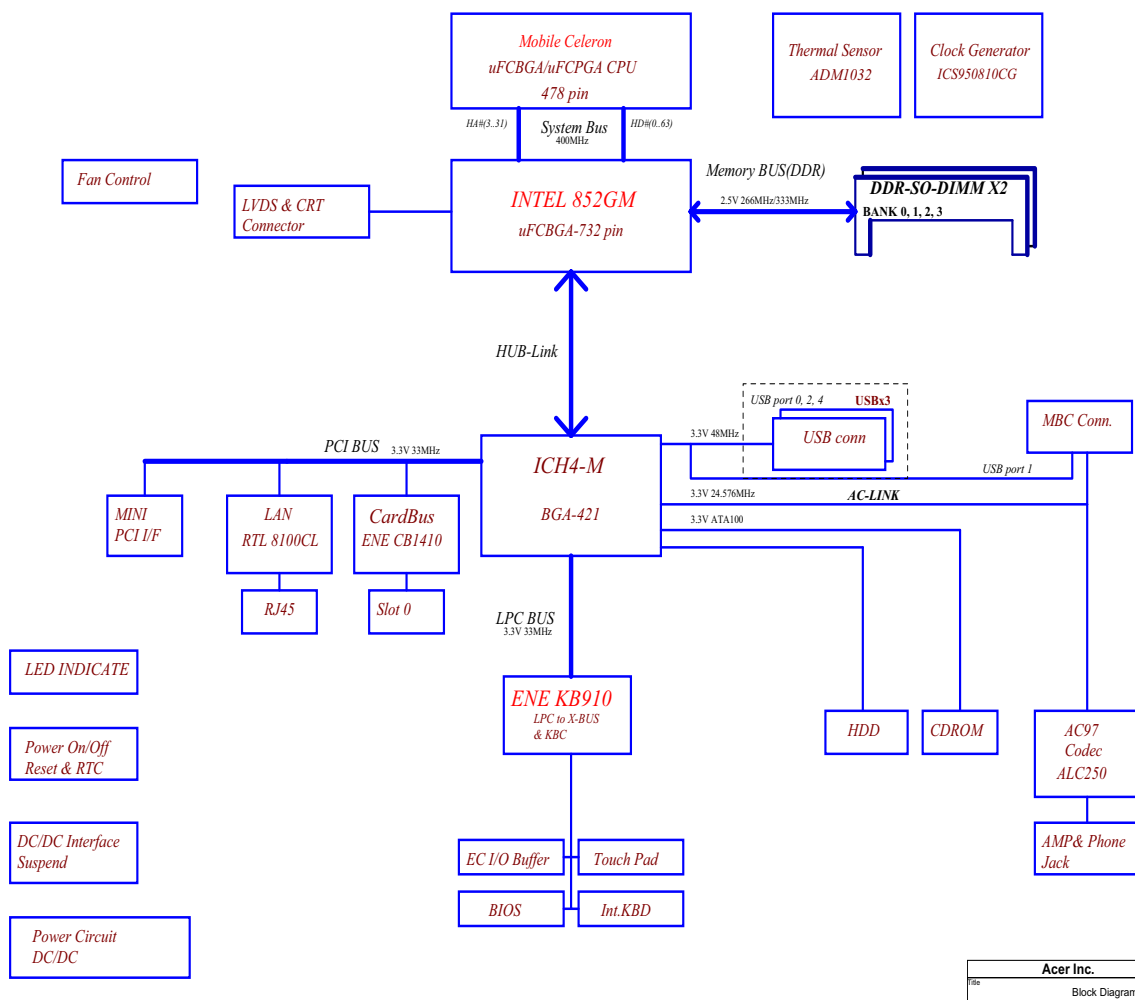 Mobile Celeron
uFCBGA/uFCPGA CPU
478 pin
Thermal Sensor
ADM1032
Clock Generator
ICS950810CG
HA#(3..31)
System Bus
400MHz
HD#(0..63)
Fan Control
LVDS & CRT
Connector
INTEL 852GM
uFCBGA-732 pin
Memory BUS(DDR)
2.5V 266MHz/333MHz
DDR-SO-DIMM X2
BANK 0, 1, 2, 3
HUB-Link
USB port 0, 2, 4
USBx3
USB conn
3.3V 48MHz
MBC Conn.
USB port 1
PCI BUS
3.3V 33MHz
ICH4-M
BGA-421
3.3V 24.576MHz
AC-LINK
3.3V ATA100
MINI
PCI I/F
LAN
RTL 8100CL
CardBus
ENE CB1410
RJ45
Slot 0
LPC BUS
3.3V 33MHz
LED INDICATE
ENE KB910
LPC to X-BUS
& KBC
HDD
CDROM
AC97
Codec
ALC250
Power On/Off
Reset & RTC
DC/DC Interface
Suspend
EC I/O Buffer
Touch Pad
AMP& Phone
Jack
BIOS
Int.KBD
Power Circuit
DC/DC
Acer Inc.
Title
Block Diagram